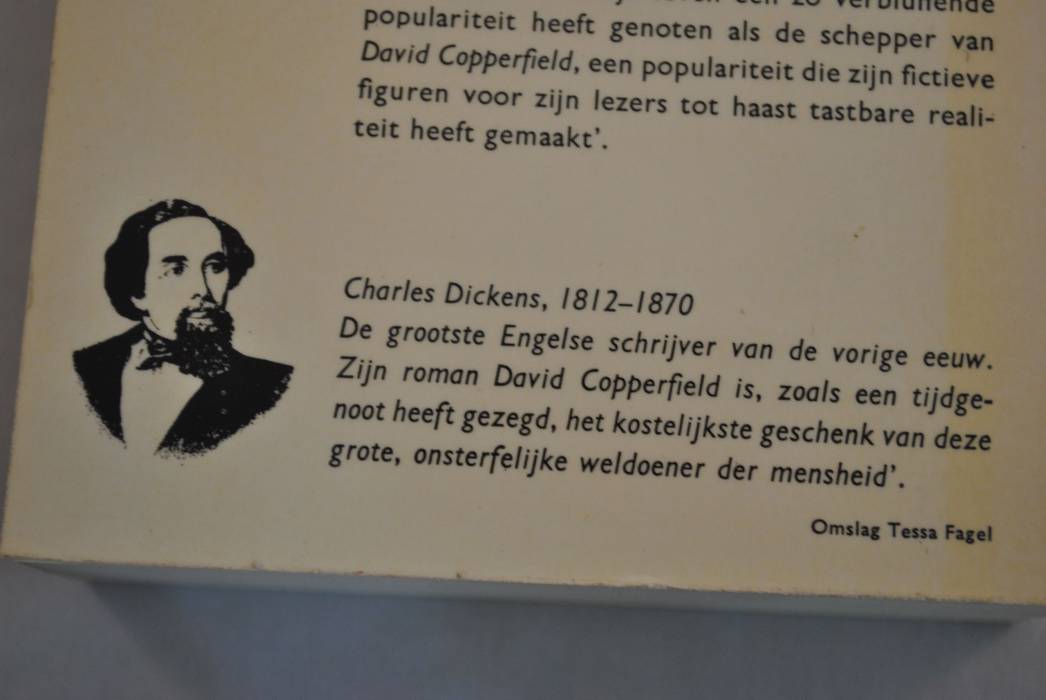 populariteit heeft genoten als de schepper van
David Copperfield, een populariteit die zijn fictieve
figuren voor zijn lezers tot haast tastbare reali-
teit heeft gemaakt’.
Charles Dickens, 1812–1870
De grootste Engelse schrijver van de vorige eeuw.
Zijn roman David Copperfield is, zoals een tijdge-
noot heeft gezegd, het kostelijkste geschenk van deze
grote, onsterfelijke weldoener der mensheid’.
Omslag Tessa Fagel